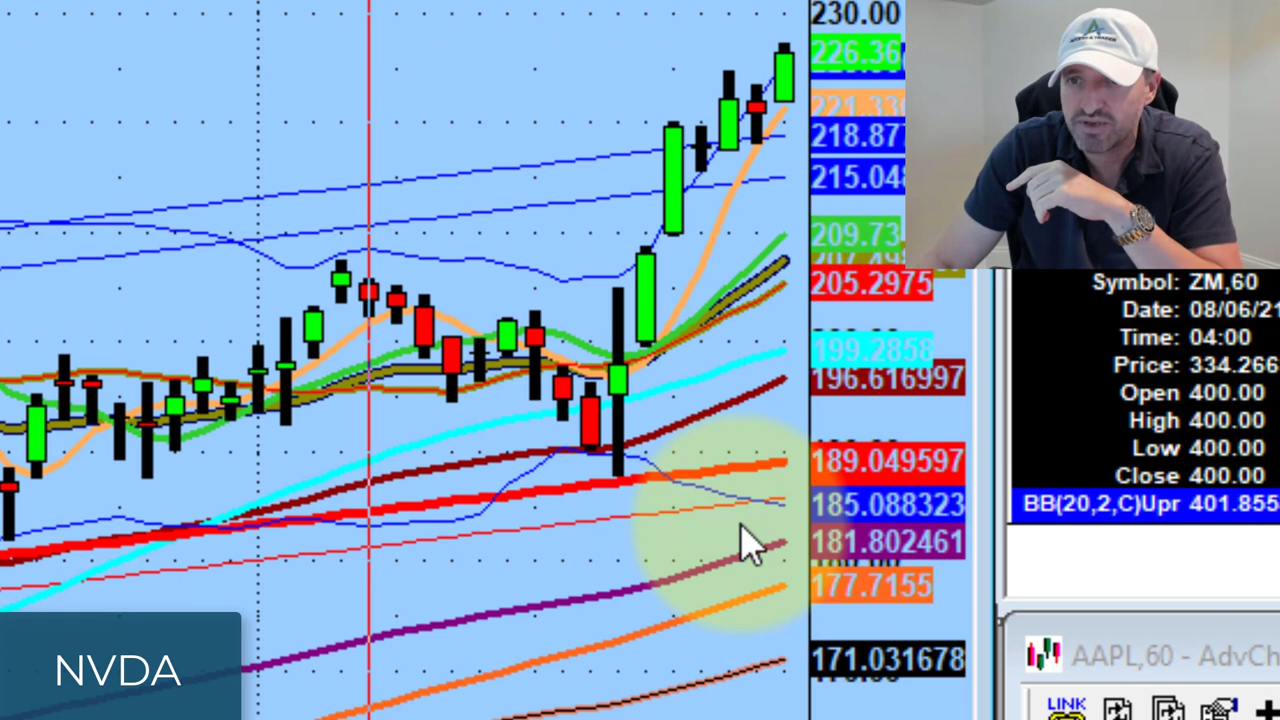 230.00
226.36
221.33
218.87
215.048
209.73
205.2975
199.2858
196.616997
189.049597
185.088323
181.802461
177.7155
171.031678
Symbol: ZM,60
Date: 08/06/21
Time: 04:00
Price: 334.266
Open 400.00
High 400.00
Low 400.00
Close 400.00
BB(20,2,C)Upr 401.855
NVDA
AAPL,60 - AdvCh
LINK